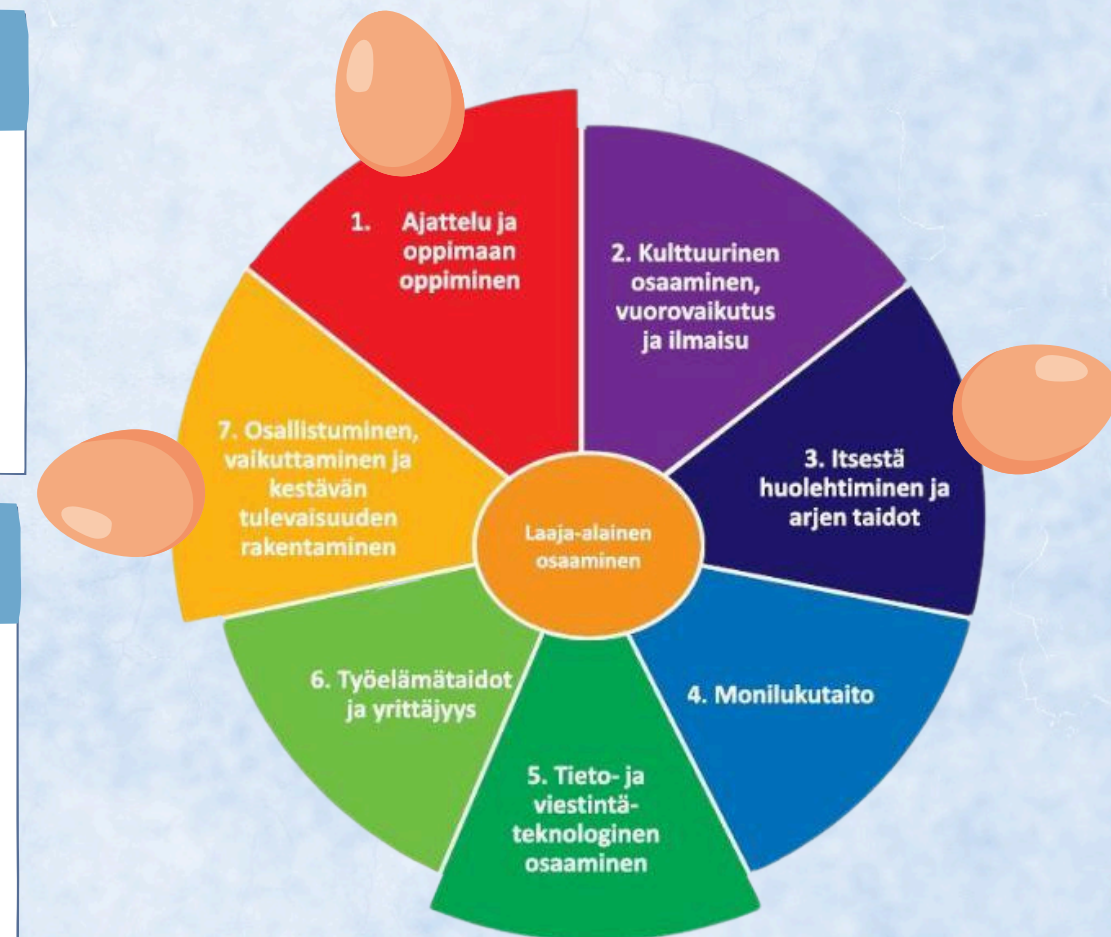 1. Ajattelu ja
oppimaan
oppiminen
2. Kulttuurinen
osaaminen,
vuorovaikutus
ja ilmaisu
3. Itsestä
huolehtiminen ja
arjen taidot
4. Monilukutaito
5. Tieto- ja
viestintä-
teknologinen
osaaminen
6. Työelämätaidot
ja yrittäjyys
7. Osallistuminen,
vaikuttaminen ja
kestävän
tulevaisuuden
rakentaminen
Laaja-alainen
osaaminen